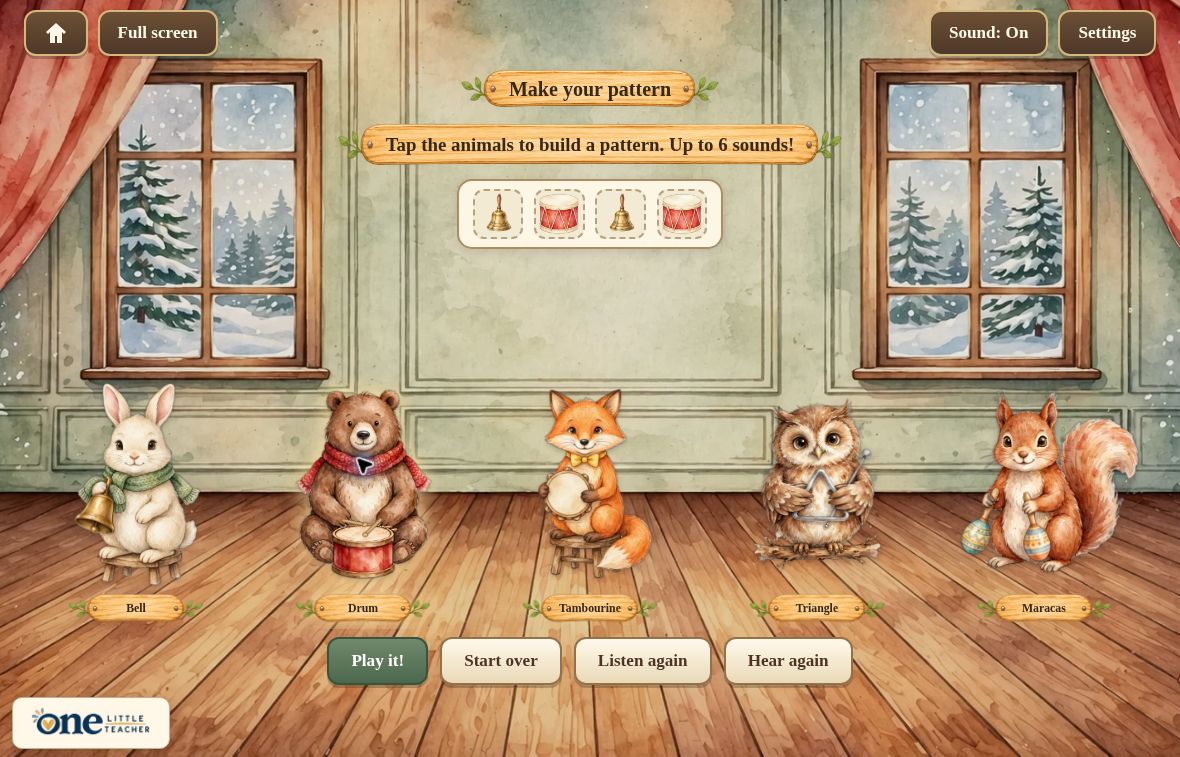 Full screen
Sound: On
Settings
Make your pattern
Tap the animals to build a pattern. Up to 6 sounds!
Bell
Drum
Tambourine
Triangle
Maracas
Play it!
Start over
Listen again
Hear again
one LITTLE TEACHER